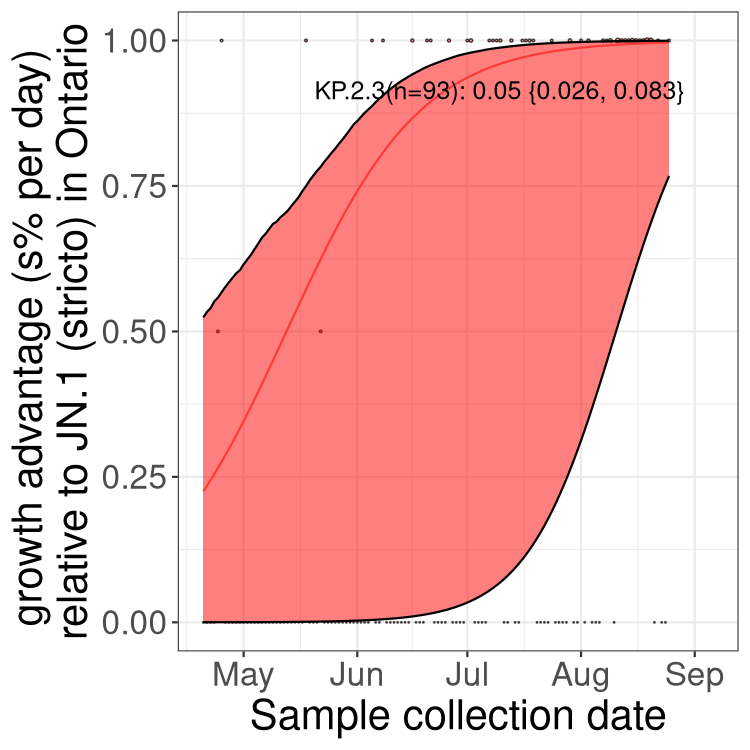 growth advantage (s% per day)
relative to JN.1 (stricto) in Ontario
1.00
0.75
0.50
0.25
0.00
KP.2.3(n=93): 0.05 {0.026, 0.083}
May Jun Jul Aug Sep
Sample collection date